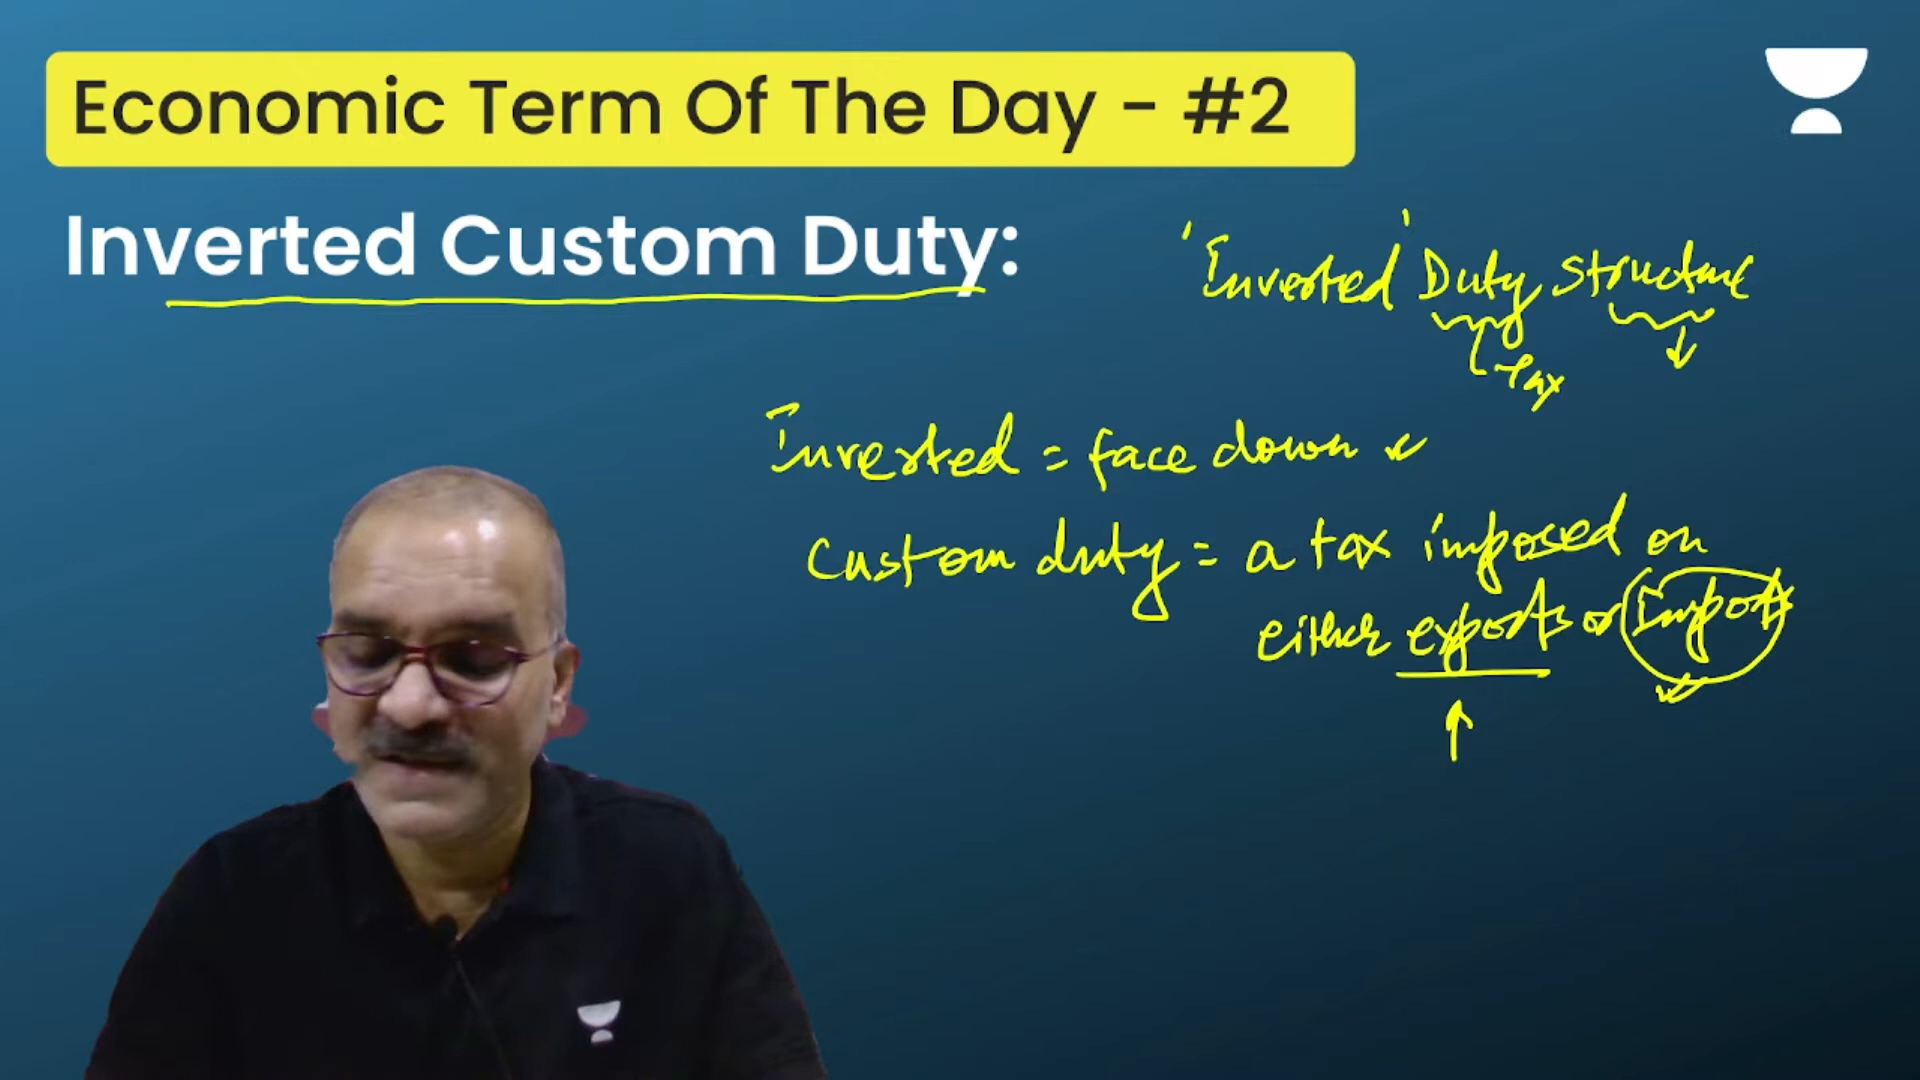 Economic Term Of The Day - #2
Inverted Custom Duty:
'Inverted' Duty Structure
Tax
Inverted = face down
Custom duty = a tax imposed on
either exports or Imports